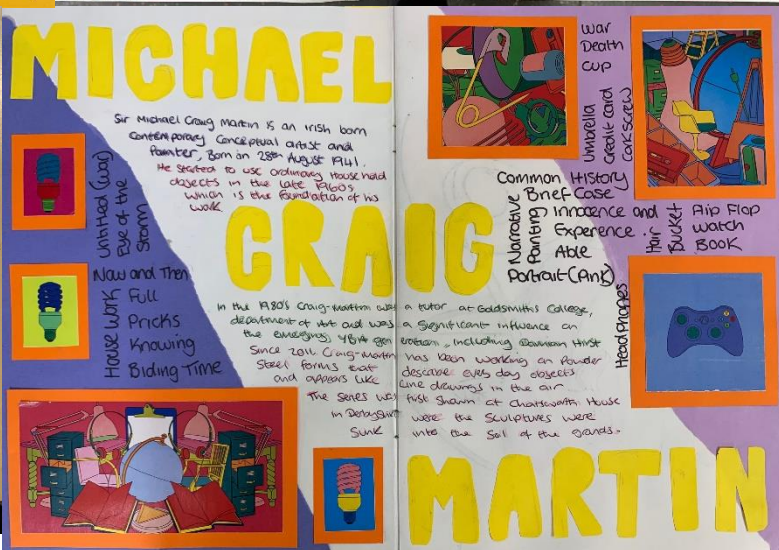 MICHAEL
Sir Michael Craig Martin is an Irish born
Contemporary Conceptual artist and
Painter, Born on 28th August 1941.
He started to use ordinary House hold
objects in the late 1960s
which is the foundation of his
work
Untitled (war)
Eye of the
Storm
Now and Then
House Work
Full
Pricks
Knowing
Biding Time
CRAIG
In the 1980's Craig-Martin was a tutor at Goldsmiths College,
department of Art and was a significant influence on
the emerging YBA generation, including Damian Hirst
Since 2011, Craig-martin has been working on Powder
Steel forms that describe every day objects
and appears like Line drawings in the air
The series was first shown at Chatsworth House
in Derbyshire were the sculptures were
Sunk into the Soil of the grands.
War
Death
Cup
Umbrella
Credit card
Corkscrew
Common History
Brief Case
Narrative
Painting
Innocence and
Experience.
Able
Portrait (Pink)
Hair
Bucket
Flip Flop
Watch
BOOK
Headphones
MARTIN